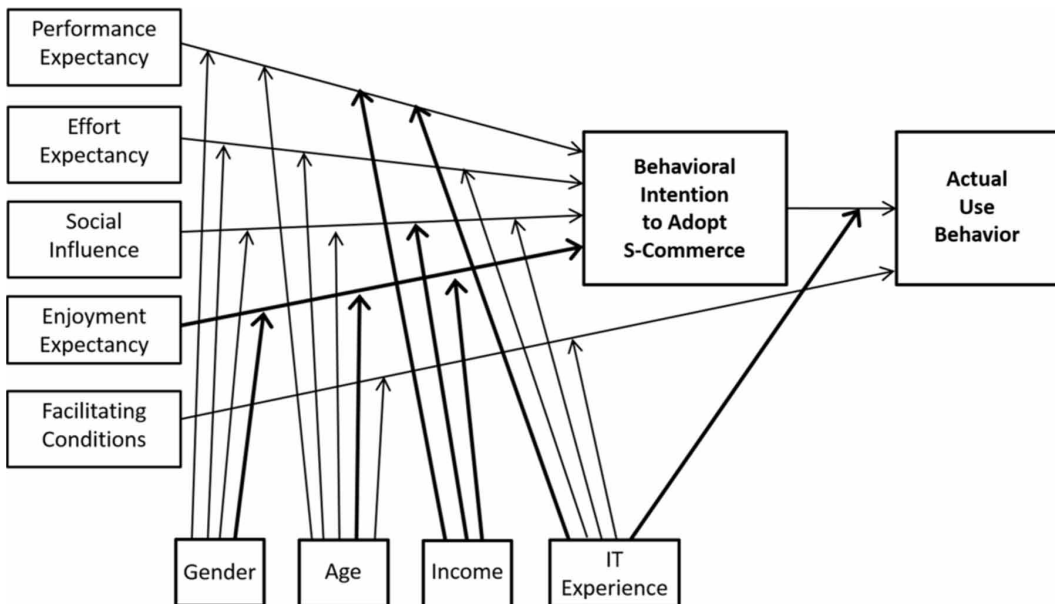 Performance
Expectancy
Effort
Expectancy
Social
Influence
Enjoyment
Expectancy
Facilitating
Conditions
Behavioral
Intention
to Adopt
S-Commerce
Actual
Use
Behavior
Gender
Age
Income
IT
Experience